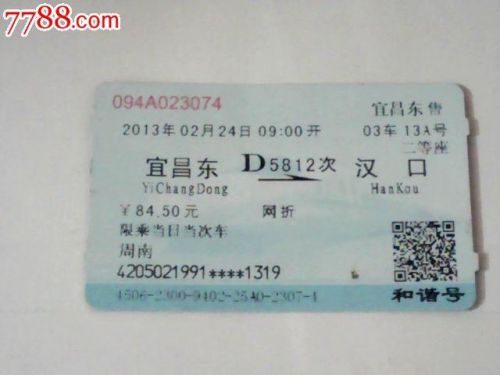 7788.com
094A023074
宜昌东 售
2013年02月24日09:00开
03车 13A号
二等座
宜昌东 D5812次 汉 口
YiChangDong HanKou
￥84.50元 网折
限乘当日当次车
周南
4205021991****1319
4506-2300-9402-25A0-2307-4
和谐号